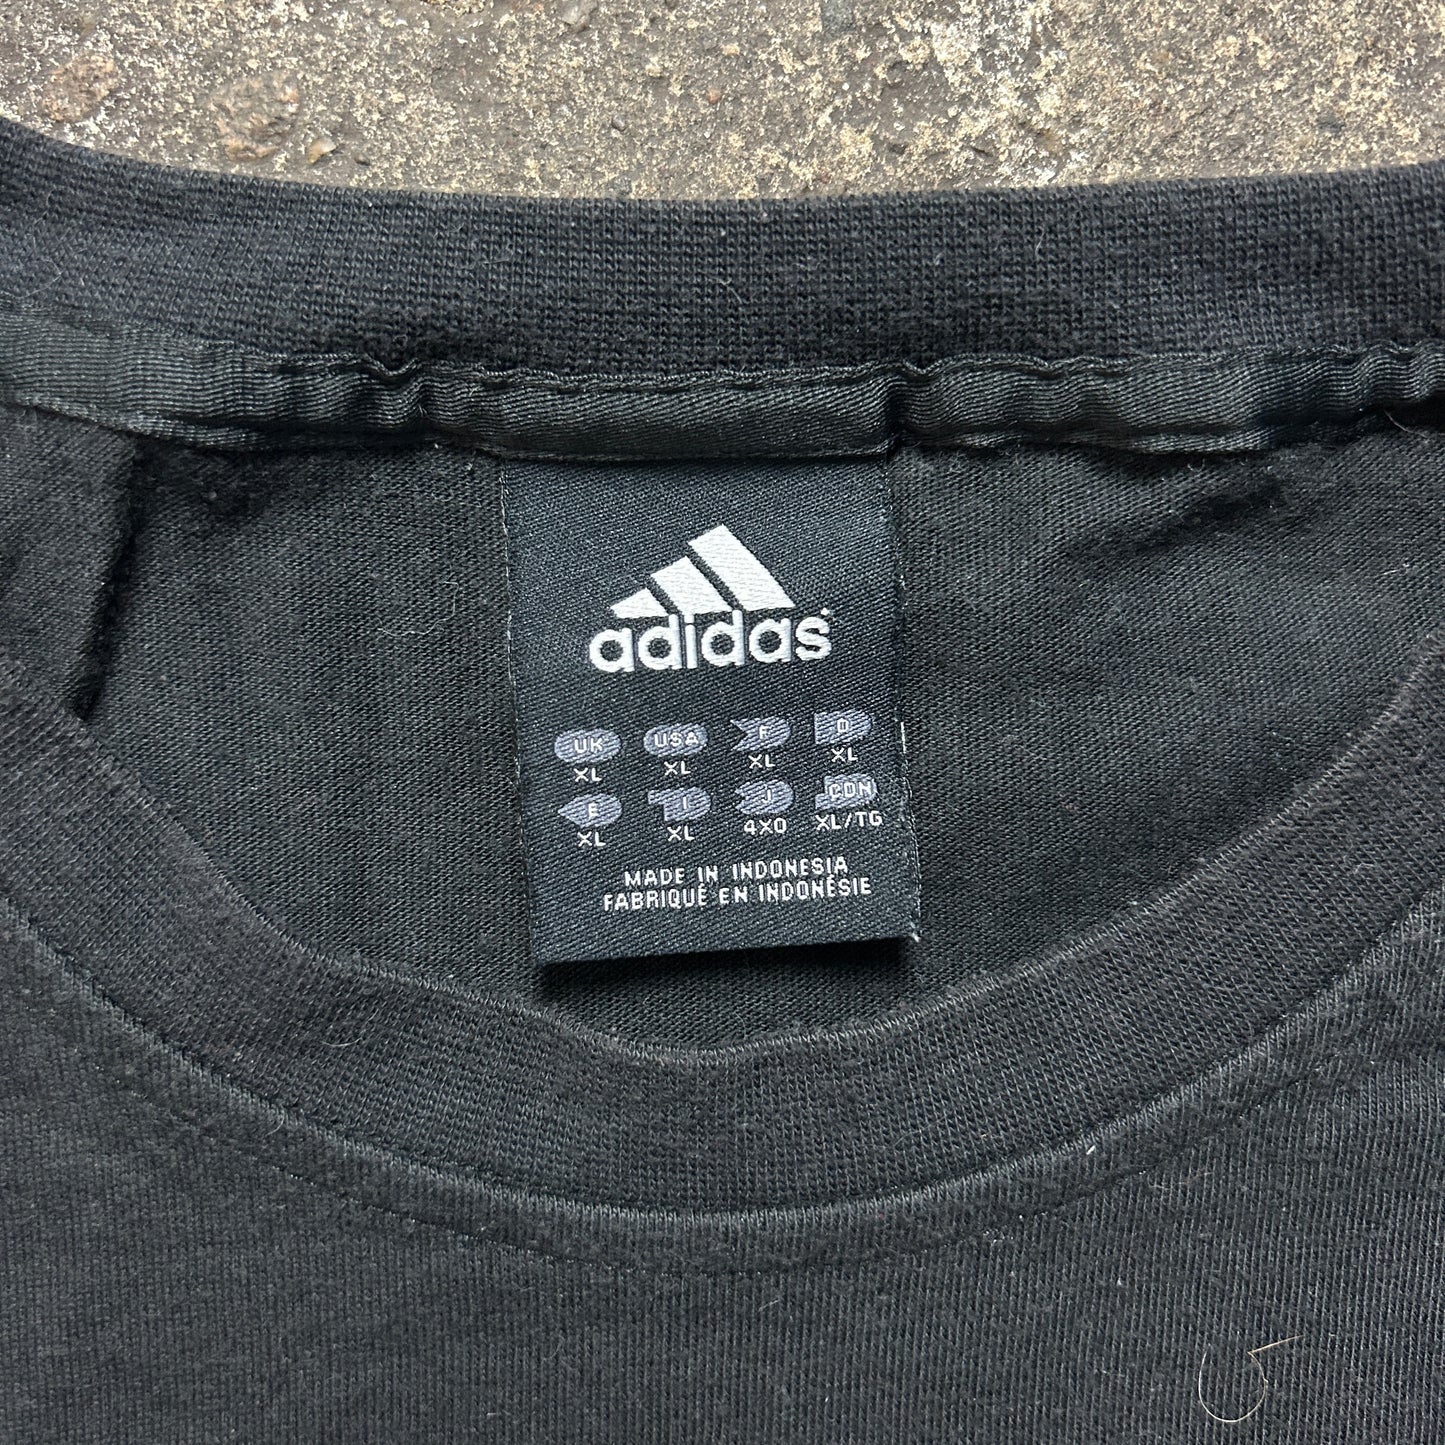 adidas
UK USA F D
XL XL XL XL
E I J CDN
XL XL 4XO XL/TG
MADE IN INDONESIA
FABRIQUÉ EN INDONÉSIE